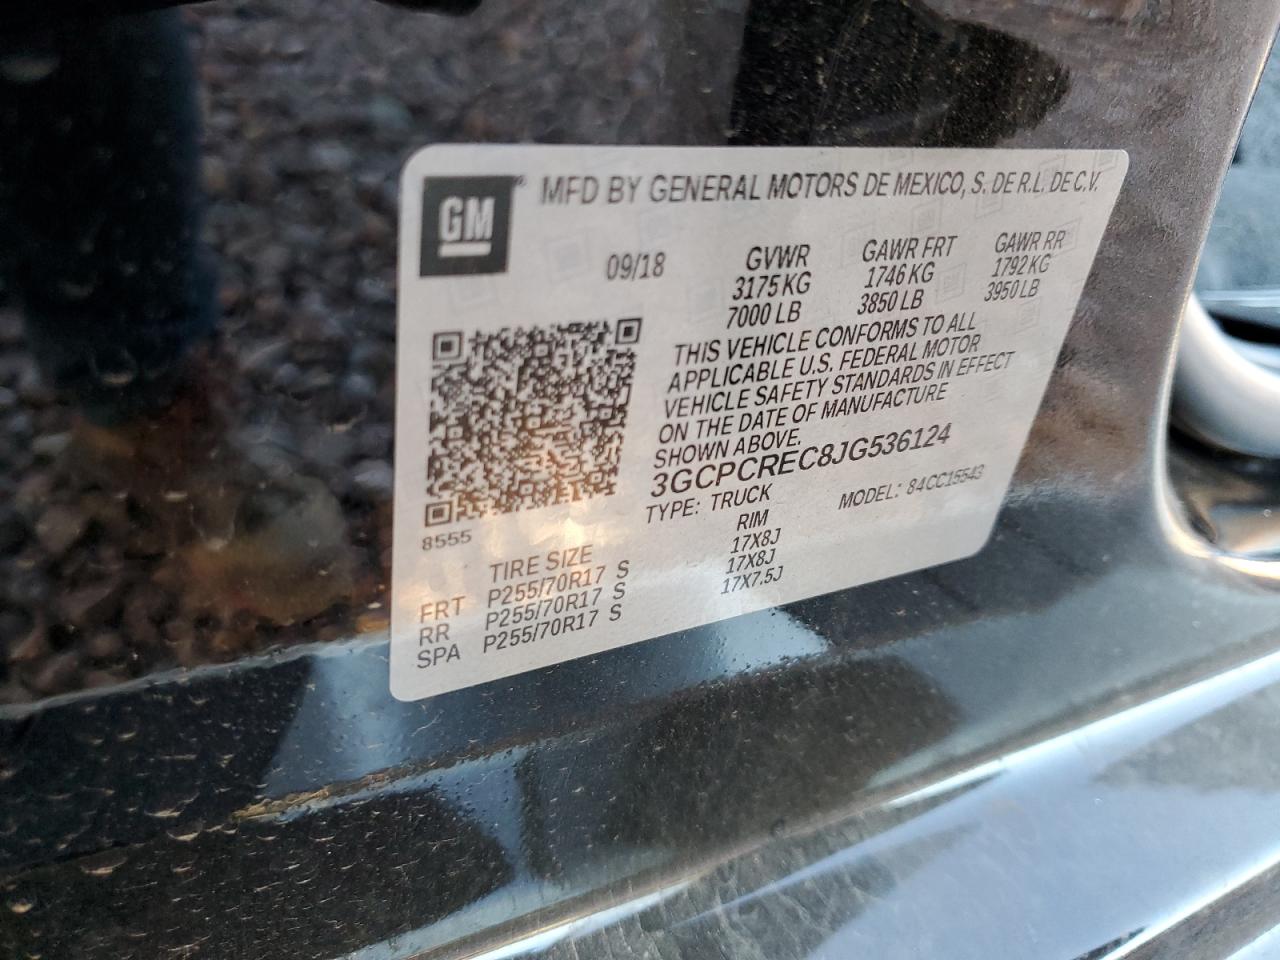 GM® MFD BY GENERAL MOTORS DE MEXICO, S. DE R.L. DE C.V.
09/18
GVWR GAWR FRT GAWR RR
3175 KG 1746 KG 1792 KG
7000 LB 3850 LB 3950 LB
THIS VEHICLE CONFORMS TO ALL
APPLICABLE U.S. FEDERAL MOTOR
VEHICLE SAFETY STANDARDS IN EFFECT
ON THE DATE OF MANUFACTURE
SHOWN ABOVE.
3GCPCREC8JG536124
TYPE: TRUCK MODEL: 84CC15543
8555
TIRE SIZE RIM
FRT P255/70R17 S 17X8J
RR P255/70R17 S 17X8J
SPA P255/70R17 S 17X7.5J